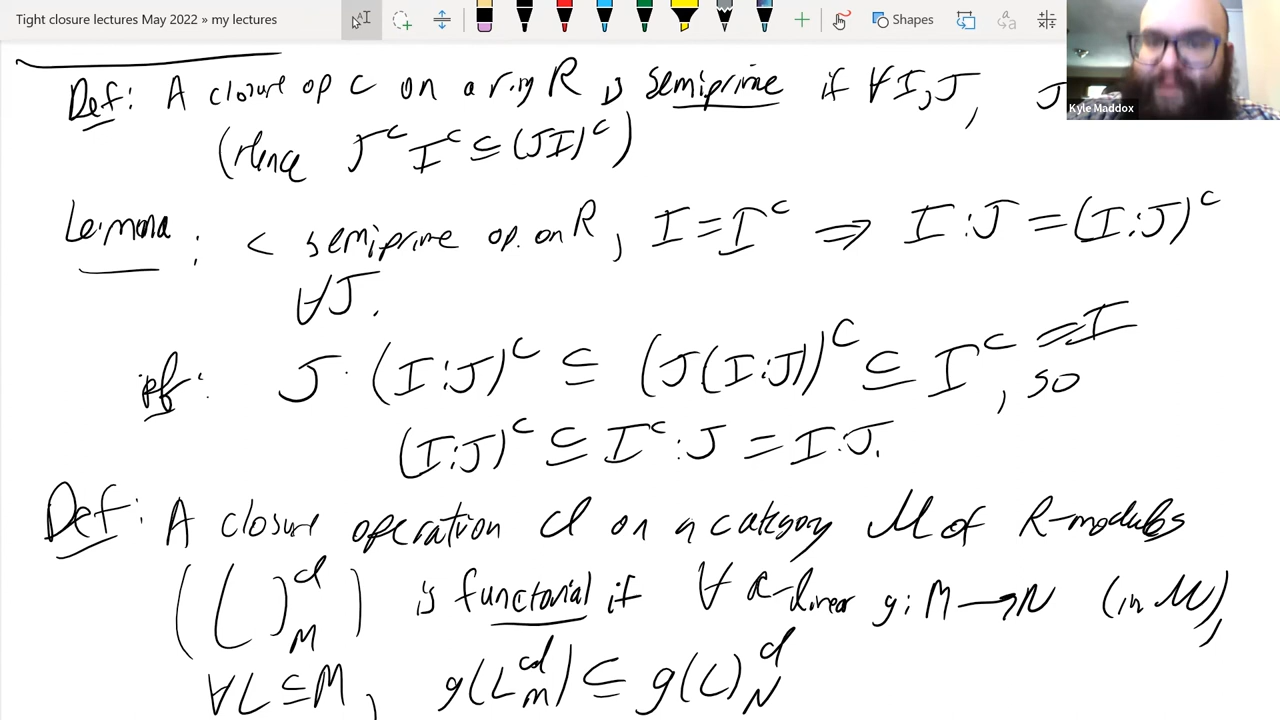 Tight closure lectures May 2022 » my lectures
Shapes
Kyle Maddox
Def: A closure op c on a ring R is semiprime if ∀I,J, J
(Hence J^c I^c ⊆ (JI)^c)
Lemma: c semiprime op. on R, I = I^c ⇒ I:J = (I:J)^c
∀J.
pf: J·(I:J)^c ⊆ (J(I:J))^c ⊆ I^c = I, so
(I:J)^c ⊆ I^c:J = I:J.
Def: A closure operation cl on a category M of R-modules
(( )^cl_M) is functorial if ∀ R-linear g: M → N (in M),
∀L ⊆ M, g(L^cl_M) ⊆ g(L)^cl_N